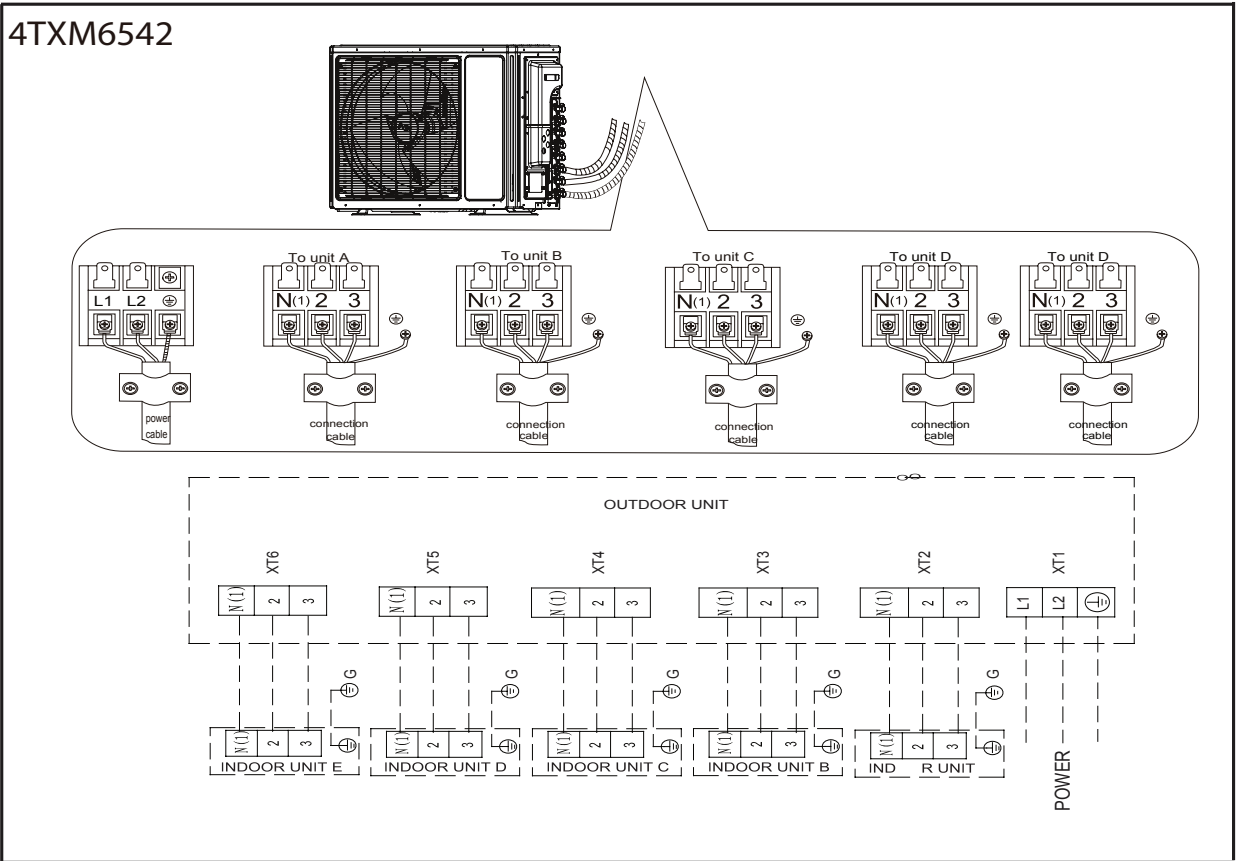 4TXM6542
To unit A
To unit B
To unit C
To unit D
To unit D
L1 L2
N(1) 2 3
N(1) 2 3
N(1) 2 3
N(1) 2 3
N(1) 2 3
power
cable
connection
cable
connection
cable
connection
cable
connection
cable
connection
cable
OUTDOOR UNIT
XT6
XT5
XT4
XT3
XT2
XT1
N(1) 2 3
N(1) 2 3
N(1) 2 3
N(1) 2 3
N(1) 2 3
L1 L2
G
G
G
G
G
N(1) 2 3
N(1) 2 3
N(1) 2 3
N(1) 2 3
N(1) 2 3
INDOOR UNIT E
INDOOR UNIT D
INDOOR UNIT C
INDOOR UNIT B
IND R UNIT
POWER